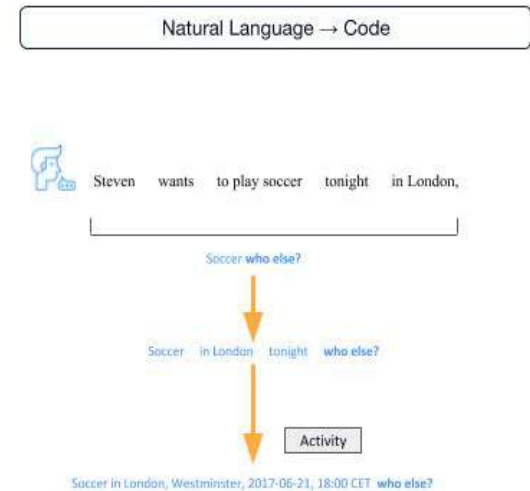 Natural Language → Code
Steven wants to play soccer tonight in London,
Soccer who else?
Soccer in London tonight who else?
Activity
Soccer in London, Westminster, 2017-06-21, 18:00 CET who else?